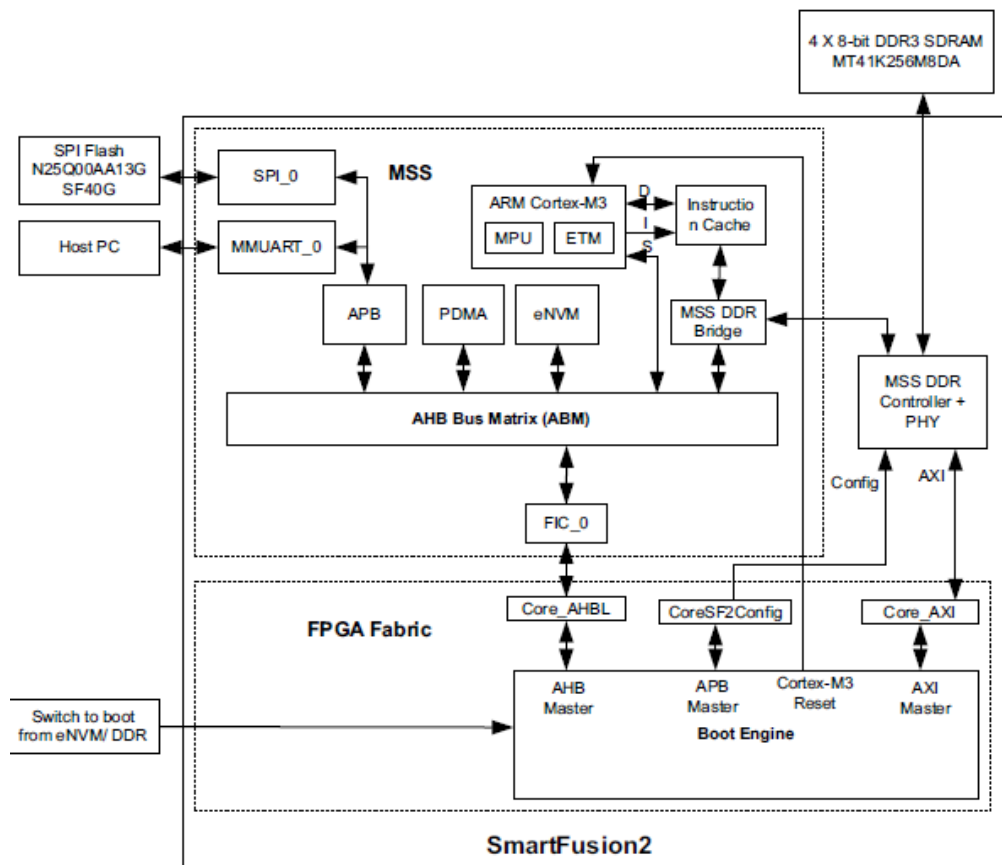 4 X 8-bit DDR3 SDRAM
MT41K256M8DA
SPI Flash
N25Q00AA13G
SF40G
SPI_0
MSS
ARM Cortex-M3
MPU
ETM
D
I
S
Instructio
n Cache
Host PC
MMUART_0
APB
PDMA
eNVM
MSS DDR
Bridge
MSS DDR
Controller +
PHY
AHB Bus Matrix (ABM)
Config
AXI
FIC_0
Core_AHBL
CoreSF2Config
Core_AXI
FPGA Fabric
AHB
Master
APB
Master
Cortex-M3
Reset
AXI
Master
Boot Engine
Switch to boot
from eNVM/ DDR
SmartFusion2